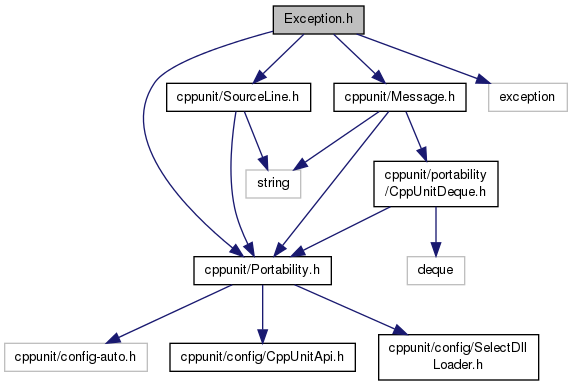 Exception.h
cppunit/SourceLine.h
cppunit/Message.h
exception
string
cppunit/portability
/CppUnitDeque.h
cppunit/Portability.h
deque
cppunit/config-auto.h
cppunit/config/CppUnitApi.h
cppunit/config/SelectDll
Loader.h